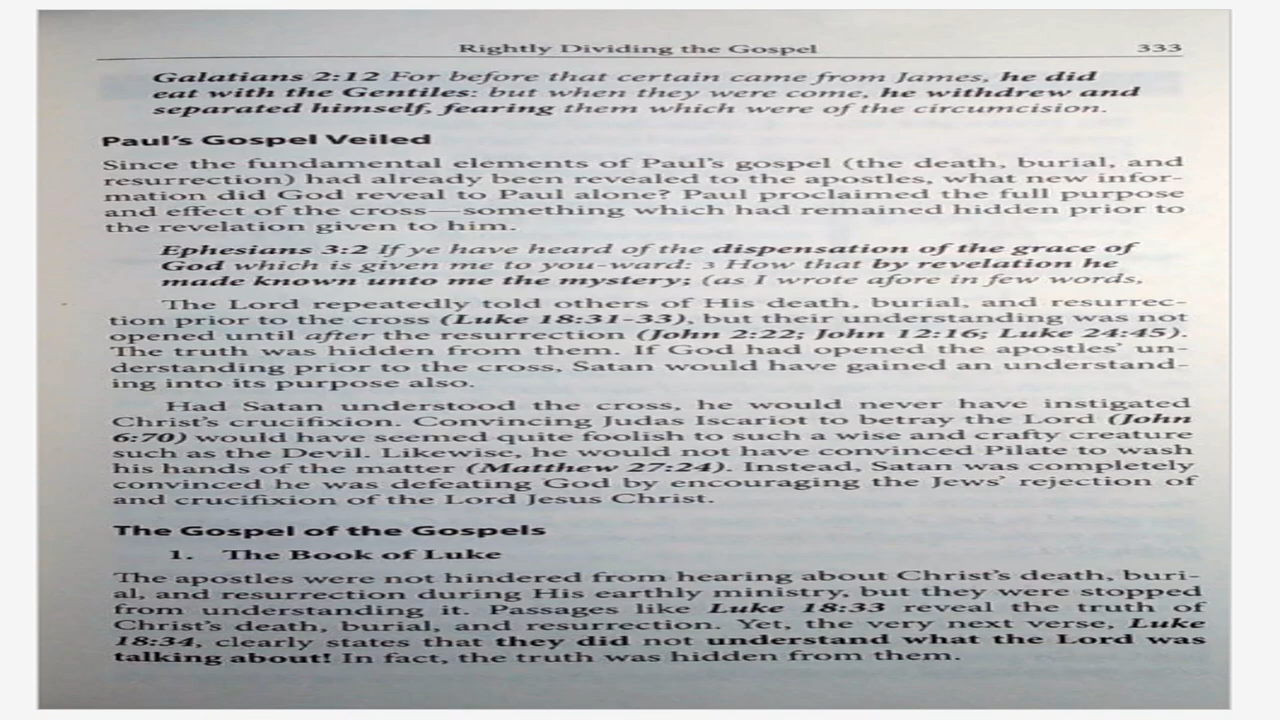 Rightly Dividing the Gospel 333
Galatians 2:12 For before that certain came from James, he did
eat with the Gentiles: but when they were come, he withdrew and
separated himself, fearing them which were of the circumcision.
Paul's Gospel Veiled
Since the fundamental elements of Paul's gospel (the death, burial, and
resurrection) had already been revealed to the apostles, what new infor-
mation did God reveal to Paul alone? Paul proclaimed the full purpose
and effect of the cross—something which had remained hidden prior to
the revelation given to him.
Ephesians 3:2 If ye have heard of the dispensation of the grace of
God which is given me to you-ward: 3 How that by revelation he
made known unto me the mystery; (as I wrote afore in few words,
The Lord repeatedly told others of His death, burial, and resurrec-
tion prior to the cross (Luke 18:31-33), but their understanding was not
opened until after the resurrection (John 2:22; John 12:16; Luke 24:45).
The truth was hidden from them. If God had opened the apostles' un-
derstanding prior to the cross, Satan would have gained an understand-
ing into its purpose also.
Had Satan understood the cross, he would never have instigated
Christ's crucifixion. Convincing Judas Iscariot to betray the Lord (John
6:70) would have seemed quite foolish to such a wise and crafty creature
such as the Devil. Likewise, he would not have convinced Pilate to wash
his hands of the matter (Matthew 27:24). Instead, Satan was completely
convinced he was defeating God by encouraging the Jews' rejection of
and crucifixion of the Lord Jesus Christ.
The Gospel of the Gospels
1. The Book of Luke
The apostles were not hindered from hearing about Christ's death, buri-
al, and resurrection during His earthly ministry, but they were stopped
from understanding it. Passages like Luke 18:33 reveal the truth of
Christ's death, burial, and resurrection. Yet, the very next verse, Luke
18:34, clearly states that they did not understand what the Lord was
talking about! In fact, the truth was hidden from them.